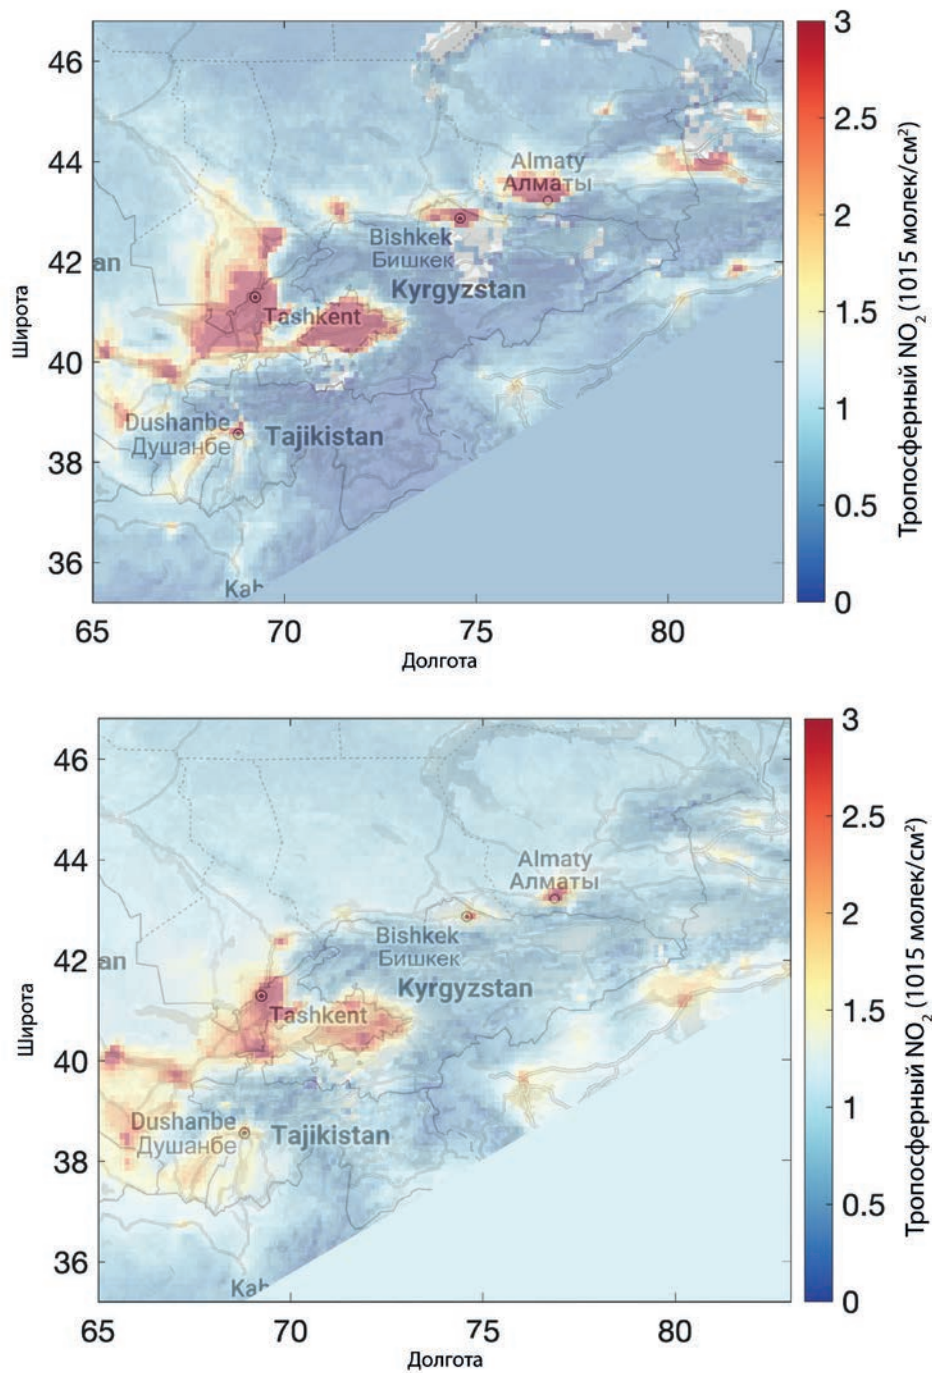 46
44
42
40
38
36
65
70
75
80
Широта
Долгота
Almaty
Алматы
Bishkek
Бишкек
an
Kyrgyzstan
Tashkent
Dushanbe
Душанбе
Tajikistan
Kab
3
2.5
2
1.5
1
0.5
0
Тропосферный NO₂ (1015 молек/см²)
46
44
42
40
38
36
65
70
75
80
Широта
Долгота
Almaty
Алматы
Bishkek
Бишкек
an
Kyrgyzstan
Tashkent
Dushanbe
Душанбе
Tajikistan
Kab
3
2.5
2
1.5
1
0.5
0
Тропосферный NO₂ (1015 молек/см²)